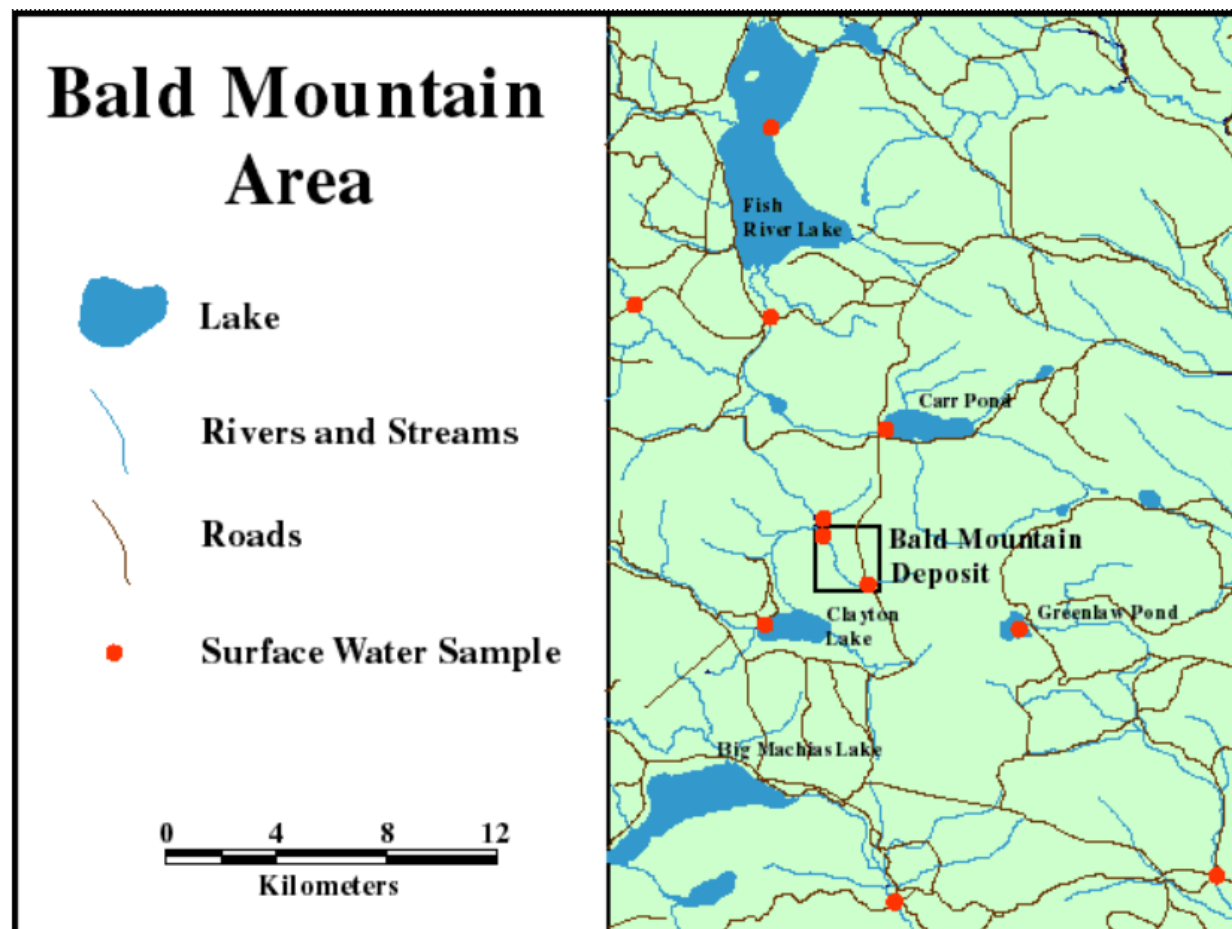 Bald Mountain
Area
Lake
Rivers and Streams
Roads
Surface Water Sample
0 4 8 12
Kilometers
Fish
River Lake
Carr Pond
Bald Mountain
Deposit
Clayton
Lake
Greenlaw Pond
Big Machias Lake